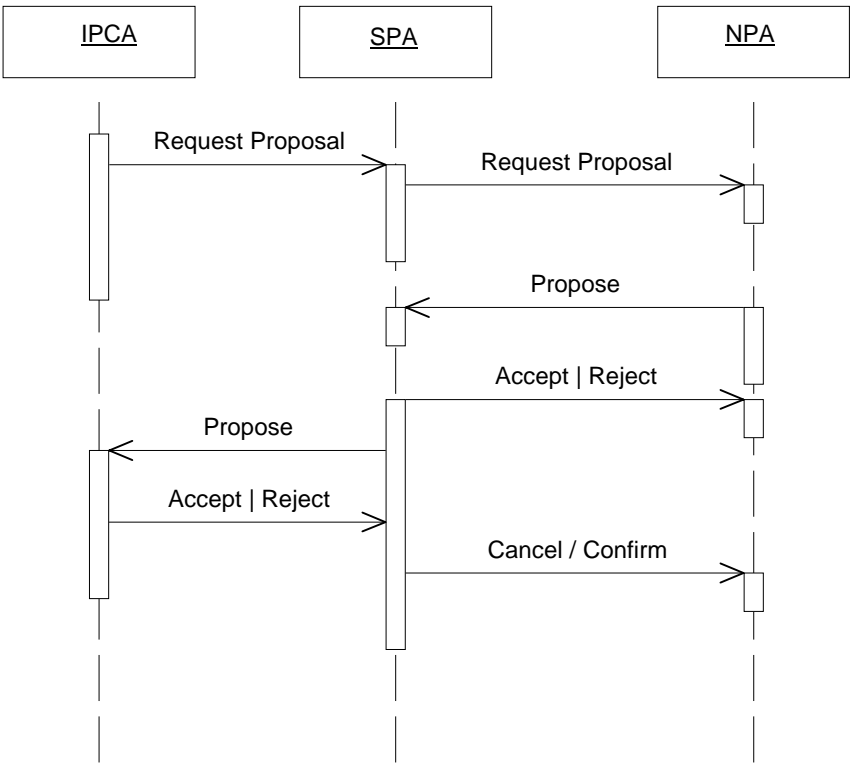 IPCA
SPA
NPA
Request Proposal
Request Proposal
Propose
Accept | Reject
Propose
Accept | Reject
Cancel / Confirm